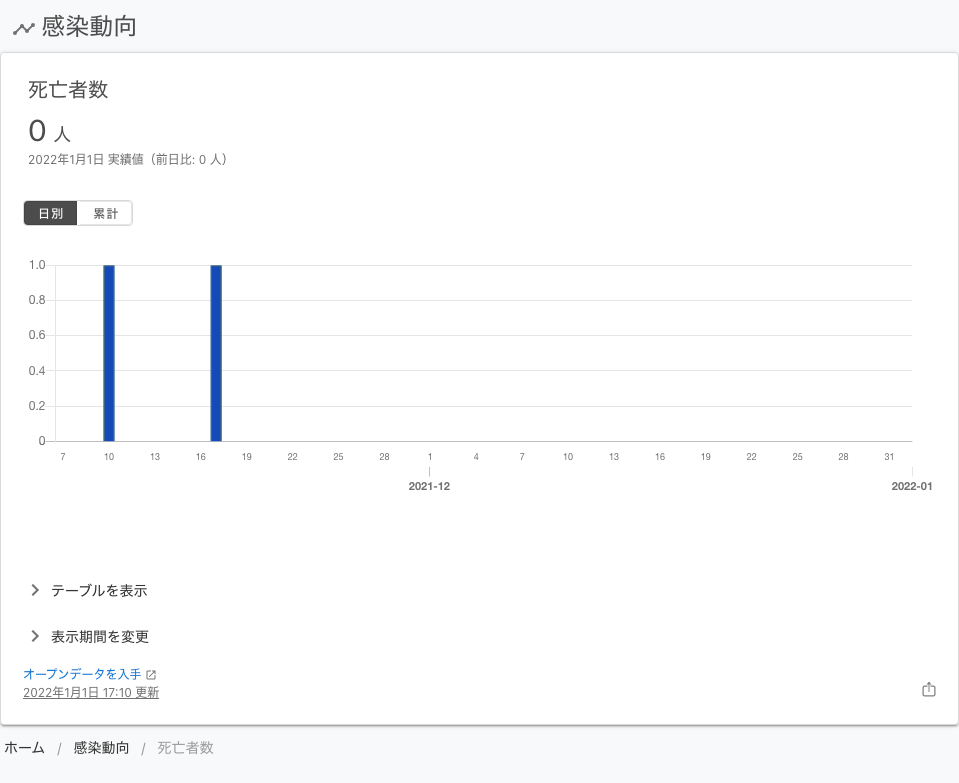 感染動向
死亡者数
0 人
2022年1月1日 実績値（前日比: 0 人）
日別 累計
1.0
0.8
0.6
0.4
0.2
0
7 10 13 16 19 22 25 28 1 4 7 10 13 16 19 22 25 28 31
2021-12 2022-01
テーブルを表示
表示期間を変更
オープンデータを入手
2022年1月1日 17:10 更新
ホーム / 感染動向 / 死亡者数